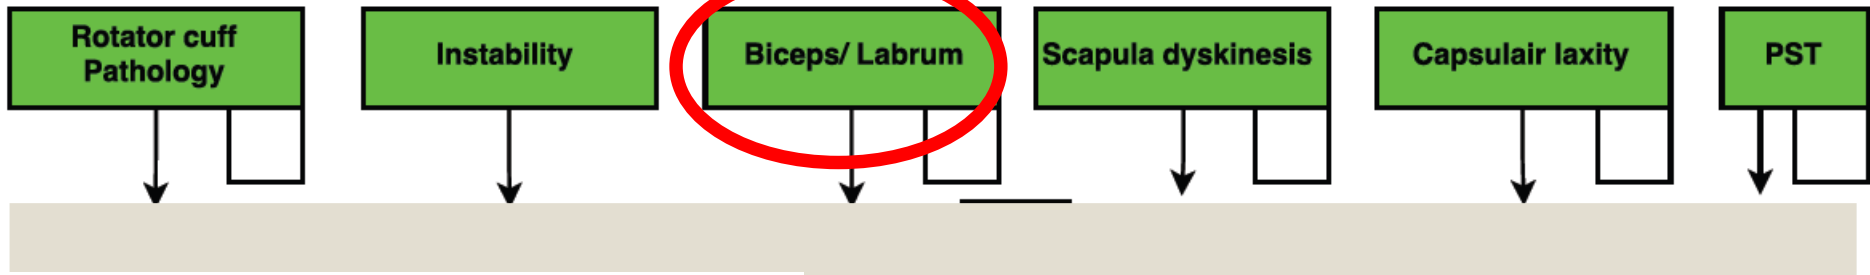 Rotator cuff
Pathology
Instability
Biceps/ Labrum
Scapula dyskinesis
Capsulair laxity
PST